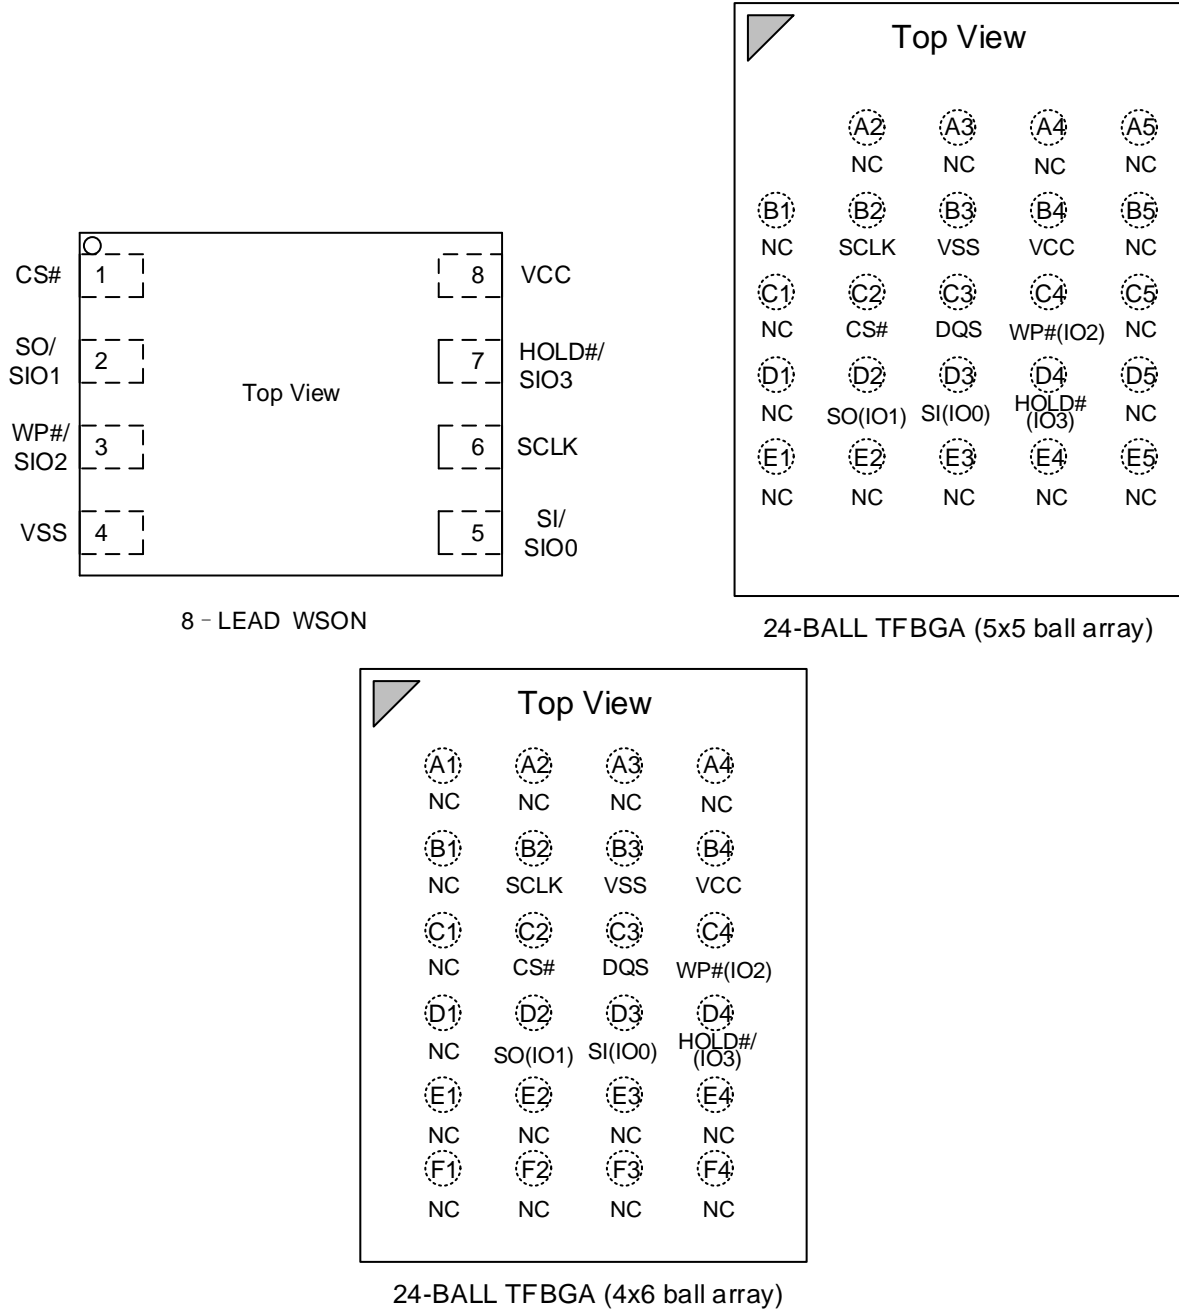 Top View
A2 A3 A4 A5
NC NC NC NC
B1 B2 B3 B4 B5
NC SCLK VSS VCC NC
C1 C2 C3 C4 C5
NC CS# DQS WP#(IO2) NC
D1 D2 D3 D4 D5
NC SO(IO1) SI(IO0) HOLD# NC
(IO3)
E1 E2 E3 E4 E5
NC NC NC NC NC
24-BALL TFBGA (5x5 ball array)
CS# 1 8 VCC
SO/ 2 7 HOLD#/
SIO1 SIO3
Top View
WP#/ 3 6 SCLK
SIO2
VSS 4 5 SI/
SIO0
8 - LEAD WSON
Top View
A1 A2 A3 A4
NC NC NC NC
B1 B2 B3 B4
NC SCLK VSS VCC
C1 C2 C3 C4
NC CS# DQS WP#(IO2)
D1 D2 D3 D4
NC SO(IO1) SI(IO0) HOLD#/
(IO3)
E1 E2 E3 E4
NC NC NC NC
F1 F2 F3 F4
NC NC NC NC
24-BALL TFBGA (4x6 ball array)